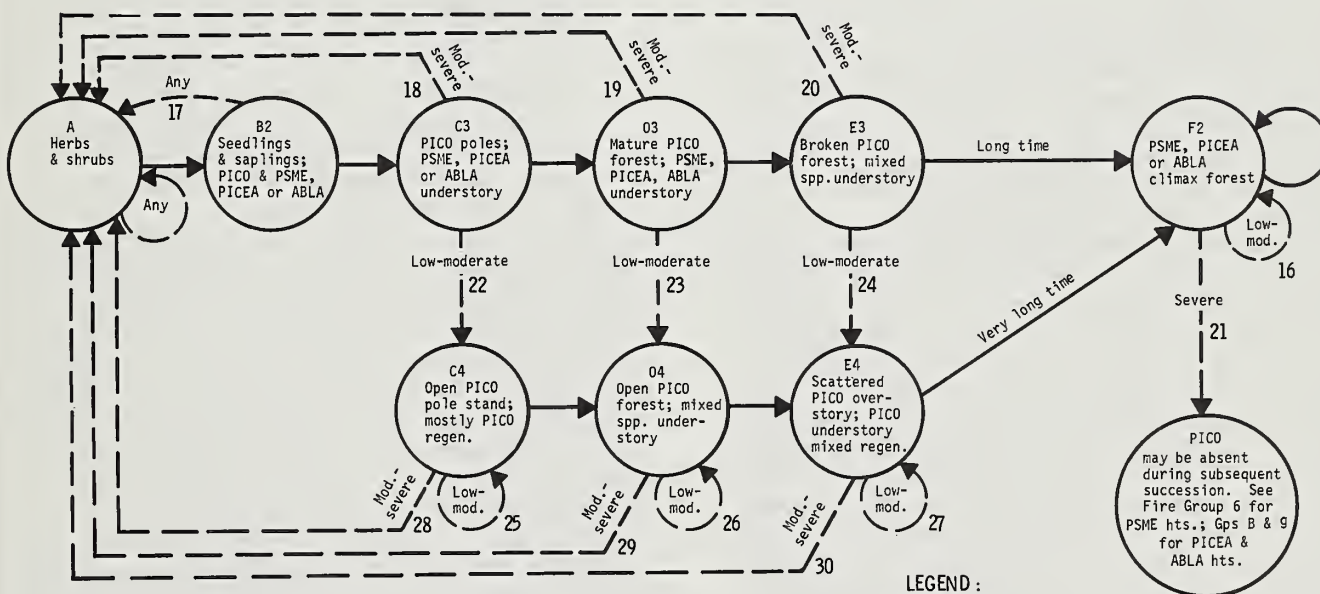 Mod.-
severe
Mod.-
severe
Mod.-
severe
18
19
20
Any
17
A
Herbs
& shrubs
Any
B2
Seedlings
& saplings;
PICO & PSME,
PICEA or ABLA
C3
PICO poles;
PSME, PICEA
or ABLA
understory
03
Mature PICO
forest; PSME,
PICEA, ABLA
understory
E3
Broken PICO
forest; mixed
spp. understory
Long time
F2
PSME, PICEA
or ABLA
climax forest
Low-
mod.
16
Low-moderate
22
Low-moderate
23
Low-moderate
24
Very long time
Severe
21
C4
Open PICO
pole stand;
mostly PICO
regen.
04
Open PICO
forest; mixed
spp. under-
story
E4
Scattered
PICO over-
story; PICO
understory
mixed regen.
PICO
may be absent
during subsequent
succession. See
Fire Group 6 for
PSME hts.; Gps B & 9
for PICEA &
ABLA hts.
Mod.-
severe
28
Low-
mod.
25
Mod.-
severe
29
Low-
mod.
26
Mod.-
severe
30
Low-
mod.
27
LEGEND: